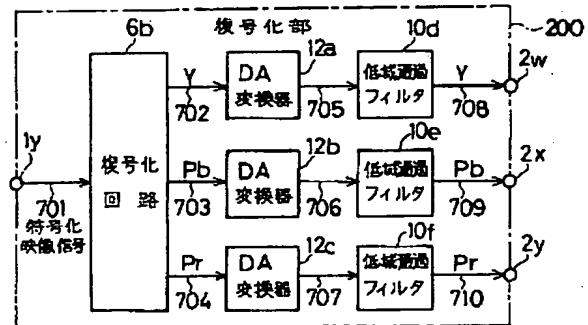 複号化部
200
6b
12a
10d
2w
Y
DA
変換器
低域通過
フィルタ
Y
702
705
708
1y
複号化
回路
12b
10e
2x
701
符号化
映像信号
Pb
DA
変換器
低域通過
フィルタ
Pb
703
706
709
12c
10f
2y
Pr
DA
変換器
低域通過
フィルタ
Pr
704
707
710